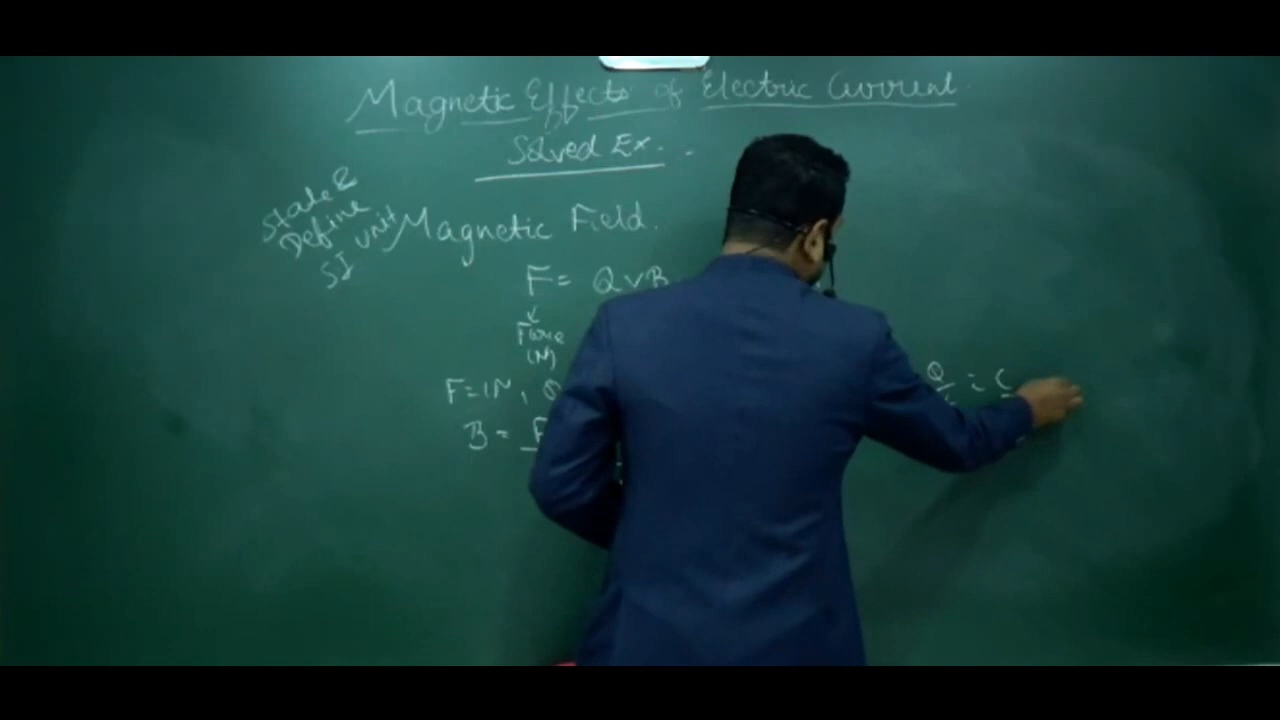 Magnetic Effects of Electric Current
Solved Ex.
State &
Define
SI unit
Magnetic Field.
F = QvB
Force
(N)
F=1N, Q
B = F
Q = C